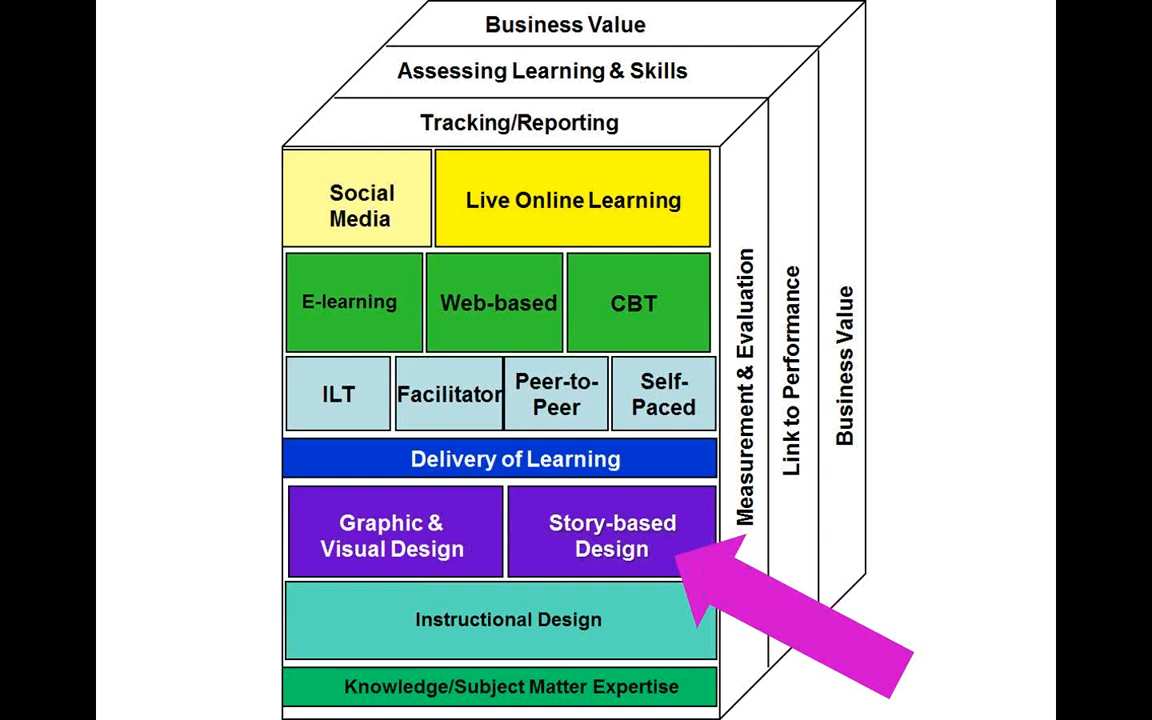 Business Value
Assessing Learning & Skills
Tracking/Reporting
Social
Media
Live Online Learning
E-learning
Web-based
CBT
ILT
Facilitator
Peer-to-
Peer
Self-
Paced
Delivery of Learning
Graphic &
Visual Design
Story-based
Design
Instructional Design
Knowledge/Subject Matter Expertise
Measurement & Evaluation
Link to Performance
Business Value